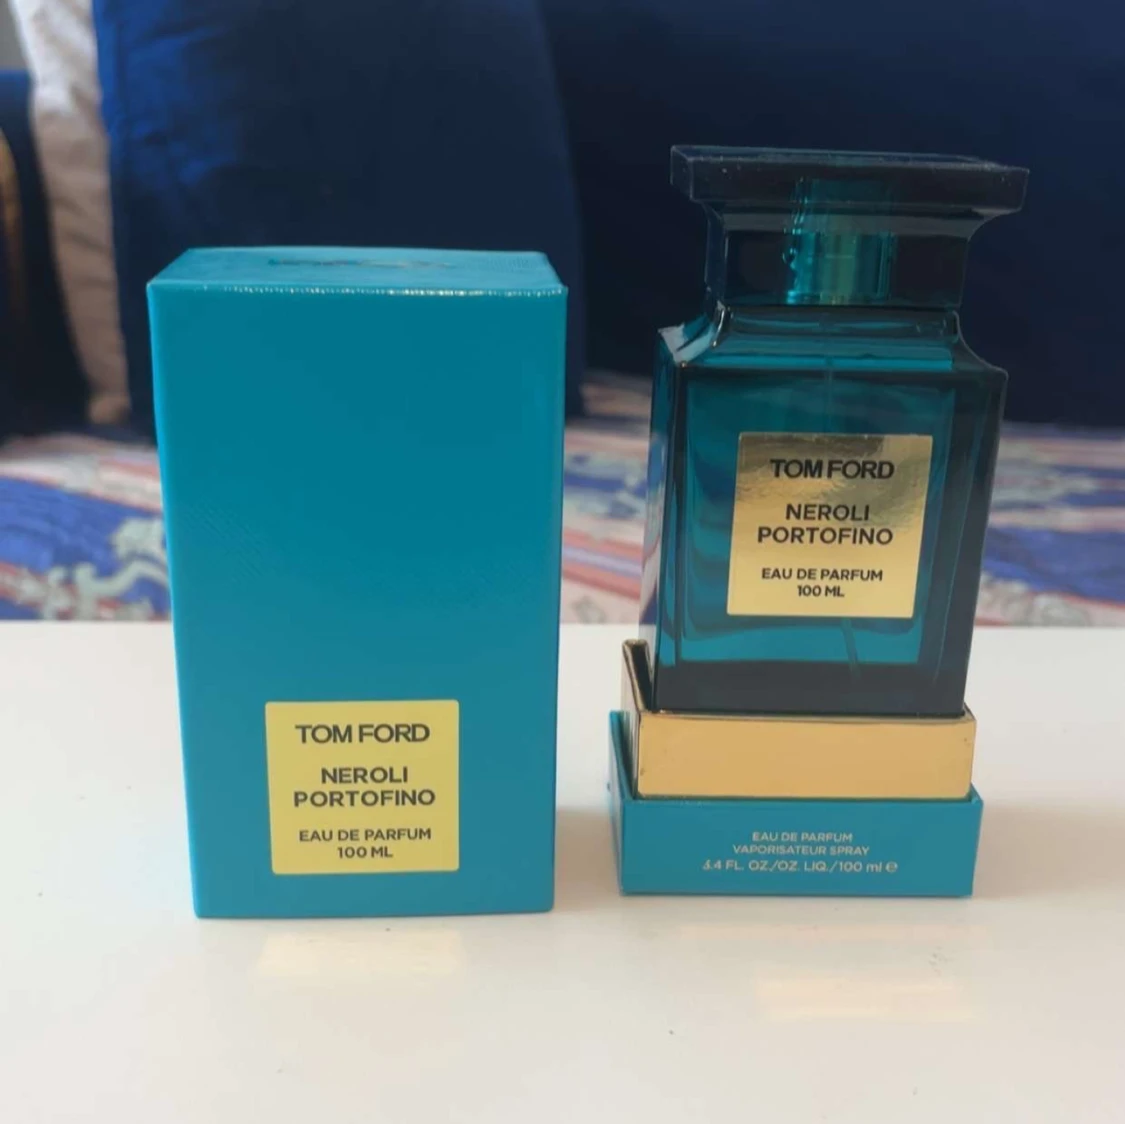 TOM FORD
NEROLI
PORTOFINO
EAU DE PARFUM
100 ML
TOM FORD
NEROLI
PORTOFINO
EAU DE PARFUM
100 ML
EAU DE PARFUM
VAPORISATEUR SPRAY
3.4 FL. OZ./OZ. LIQ./100 ml ℮